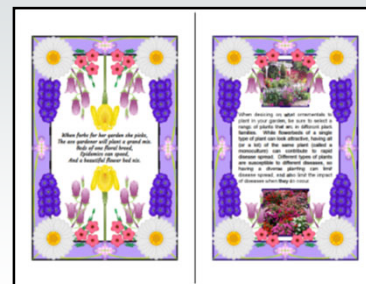 When forks for her garden she picks,
The ace gardener will plant a grand mix.
Beds of one floral breed,
Epidemics can speed,
And a beautiful flower bed nix.
When deciding on what ornamentals to
plant in your garden, be sure to select a
range of plants that are in different plant
families. While flowerbeds of a single
type of plant can look attractive, having all
(or a lot) of the same plant (called a
monoculture) can contribute to rapid
disease spread. Different types of plants
are susceptible to different diseases, so
having a diverse planting can limit
disease spread, and also limit the impact
of diseases when they do occur.